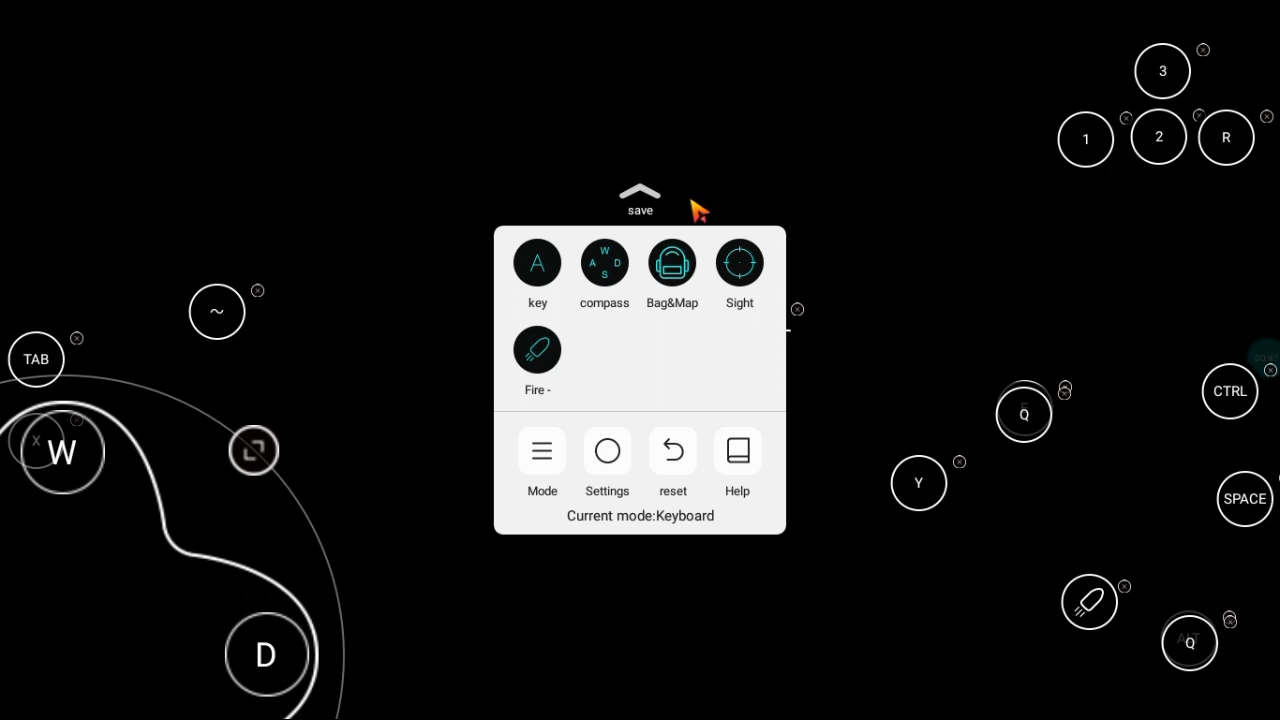 3
1
2
R
save
A
W
A
D
S
key
compass
Bag&Map
Sight
~
TAB
Fire -
CTRL
X
W
Q
Mode
Settings
reset
Help
Y
SPACE
Current mode:Keyboard
D
ALT
Q